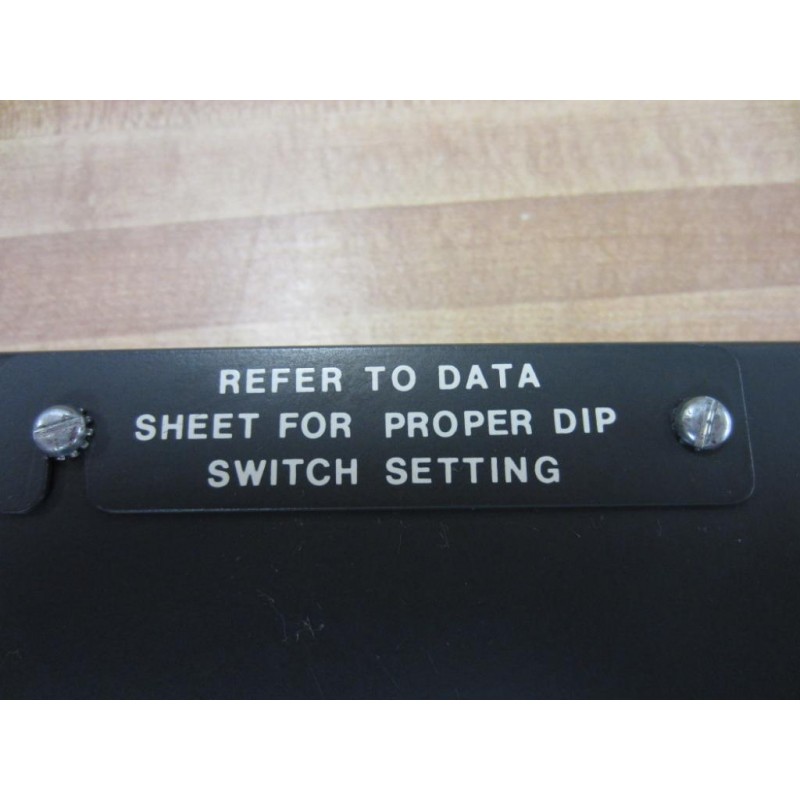 REFER TO DATA
SHEET FOR PROPER DIP
SWITCH SETTING